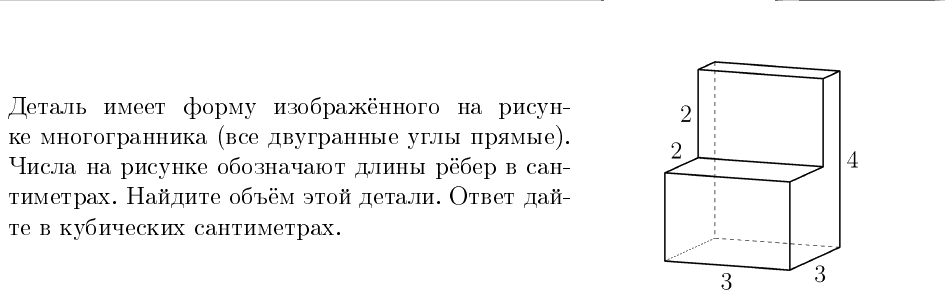 Деталь имеет форму изображённого на рисун-
ке многогранника (все двугранные углы прямые).
Числа на рисунке обозначают длины рёбер в сан-
тиметрах. Найдите объём этой детали. Ответ дай-
те в кубических сантиметрах.
2
2
4
3
3